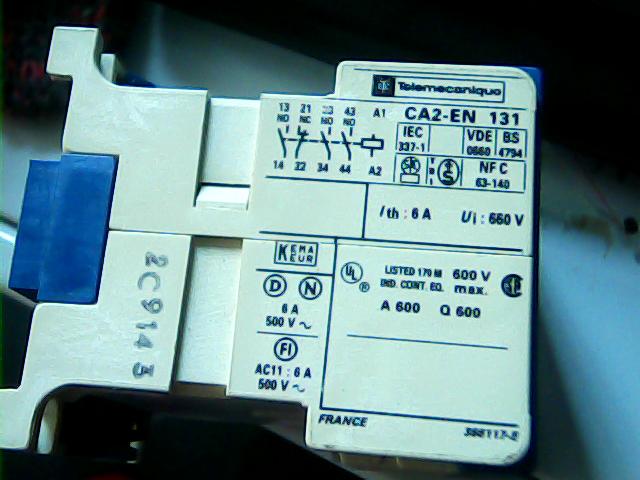 Telemecanique
CA2-EN 131
13 21 33 43 A1
NO NC NO NO
14 22 34 44 A2
IEC 337-1
VDE 0660
BS 4794
NF C 63-140
Ith : 6 A Ui : 660 V
KEMA
EUR
D N
6 A
500 V ~
FI
AC11 : 6 A
500 V ~
UL ®
LISTED 170 M 600 V
IND. CONT. EQ. max.
A 600 Q 600
FRANCE
2C9143